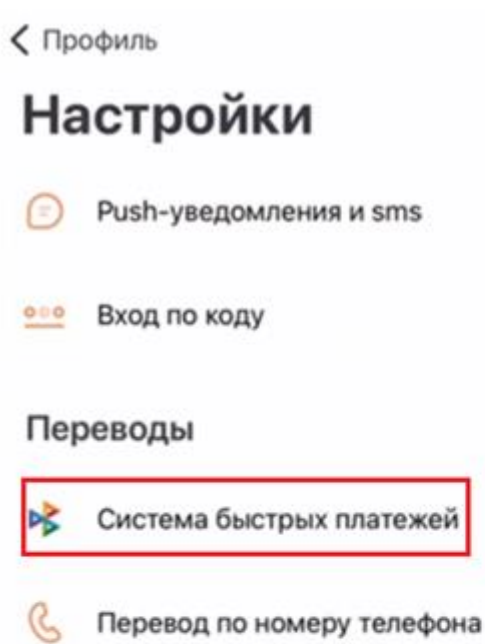 Профиль
Настройки
Push-уведомления и sms
Вход по коду
Переводы
Система быстрых платежей
Перевод по номеру телефона